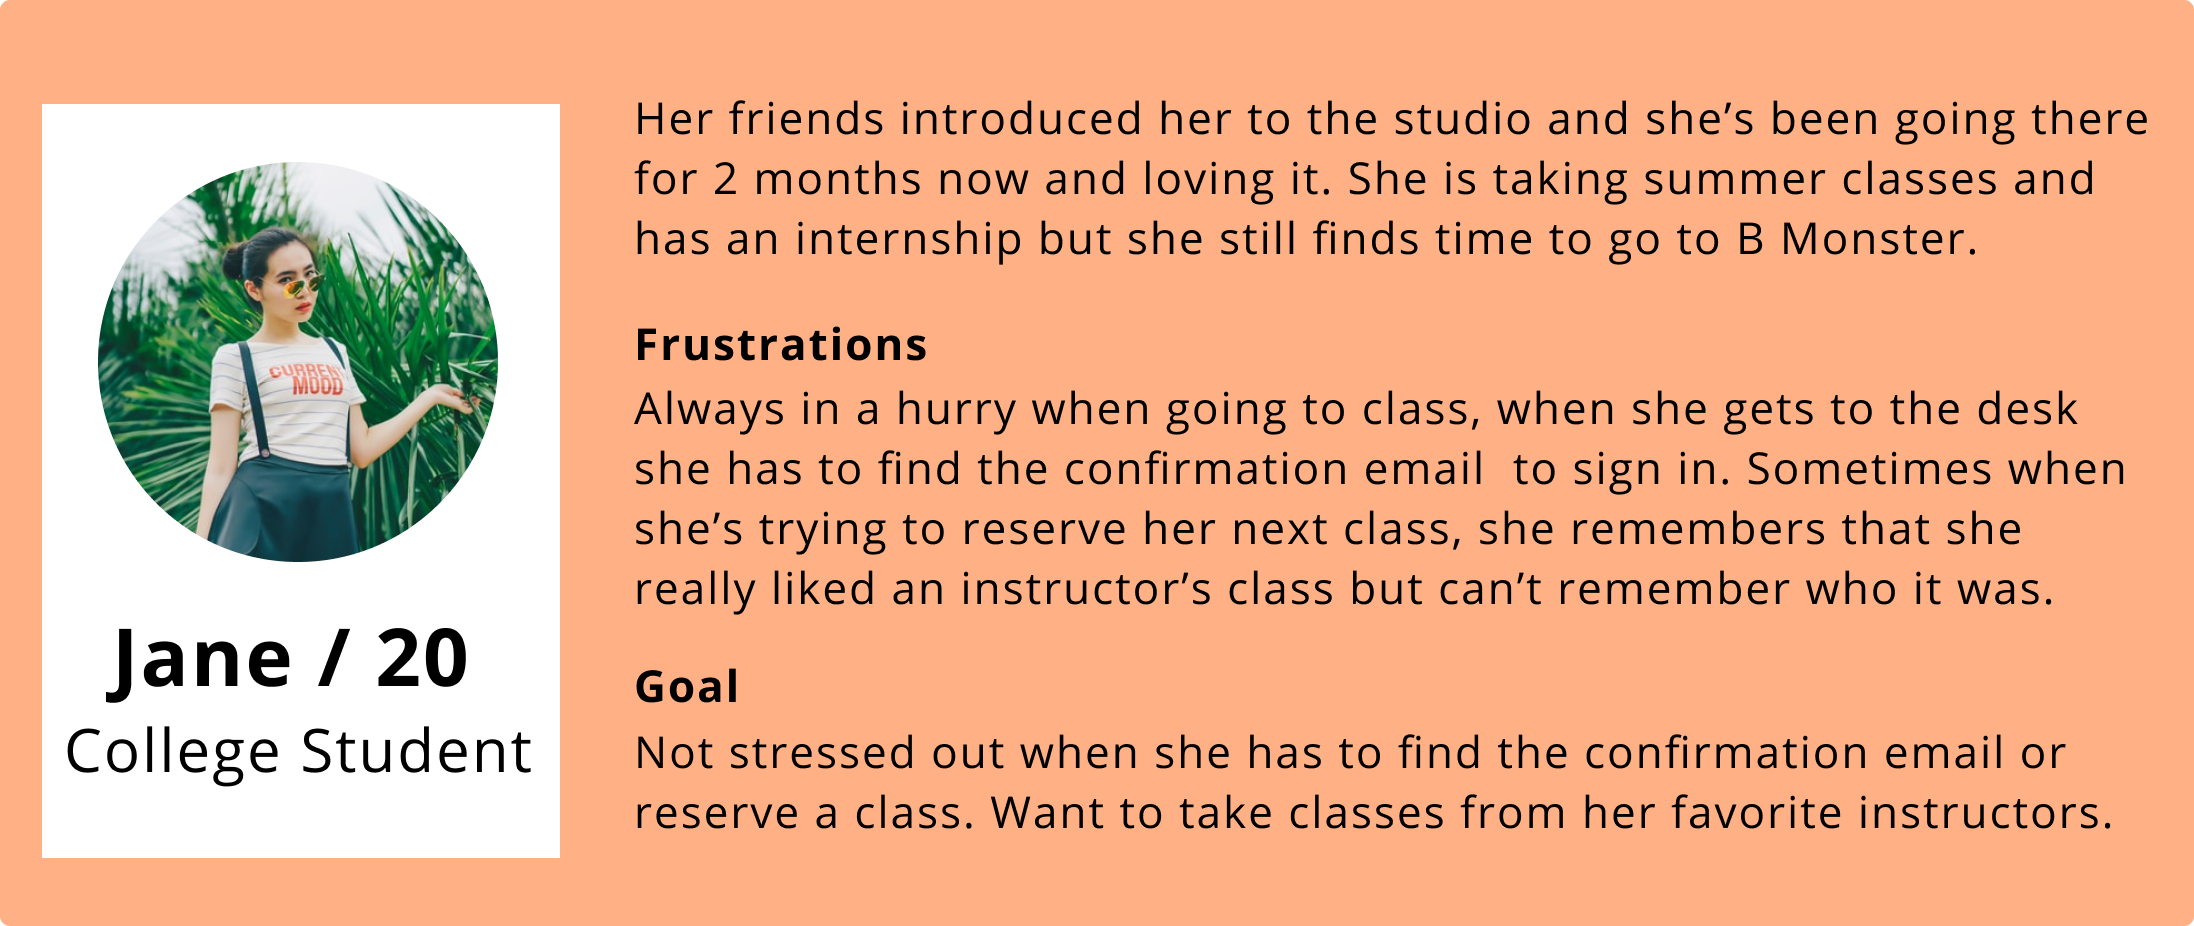 Her friends introduced her to the studio and she’s been going there
for 2 months now and loving it. She is taking summer classes and
has an internship but she still finds time to go to B Monster.
Frustrations
Always in a hurry when going to class, when she gets to the desk
she has to find the confirmation email  to sign in. Sometimes when
she’s trying to reserve her next class, she remembers that she
really liked an instructor’s class but can’t remember who it was.
Goal
Not stressed out when she has to find the confirmation email or
reserve a class. Want to take classes from her favorite instructors.
CURRENT
MOOD
Jane / 20
College Student